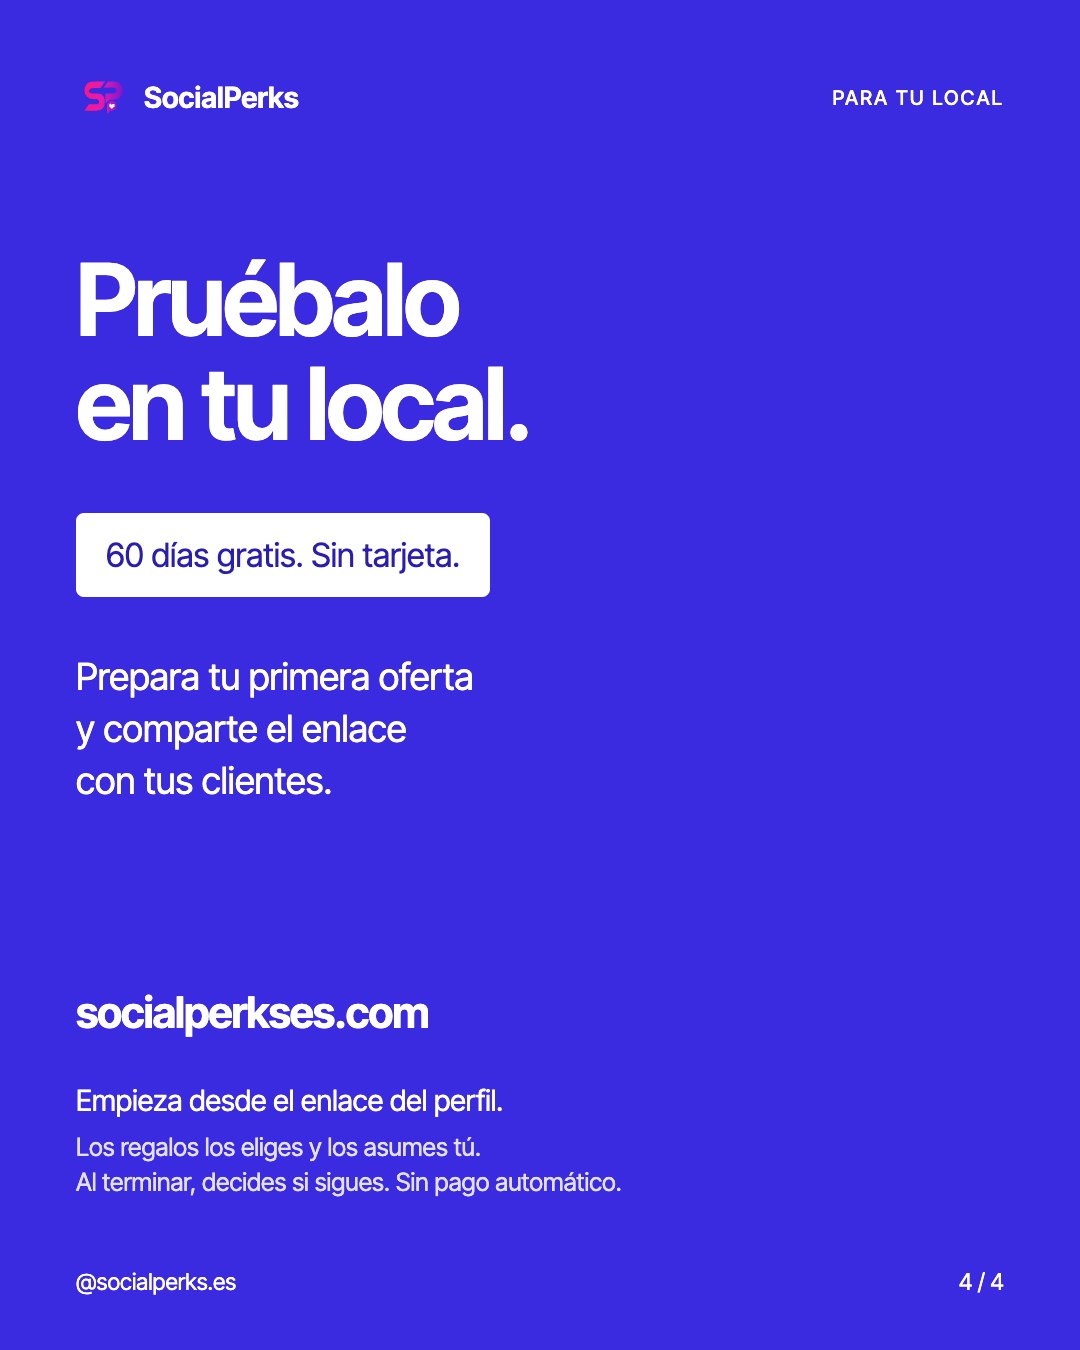 SocialPerks
PARA TU LOCAL
Pruébalo
en tu local.
60 días gratis. Sin tarjeta.
Prepara tu primera oferta
y comparte el enlace
con tus clientes.
socialperkses.com
Empieza desde el enlace del perfil.
Los regalos los eliges y los asumes tú.
Al terminar, decides si sigues. Sin pago automático.
@socialperks.es
4 / 4